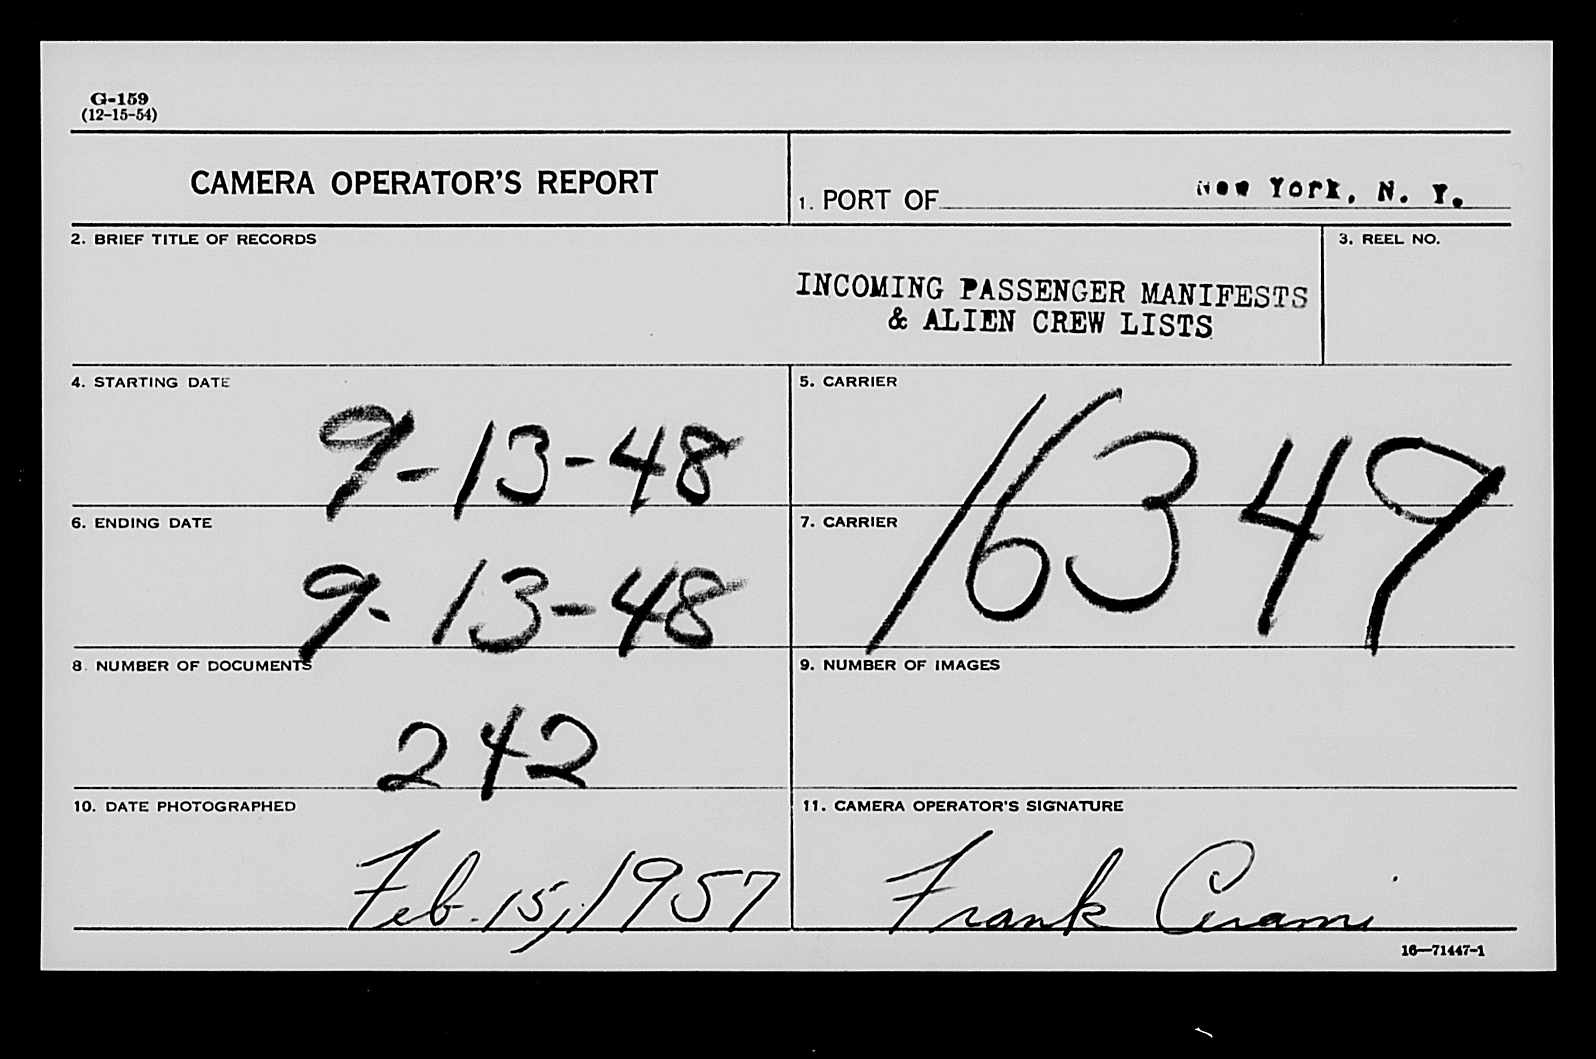 G-159
(12-15-54)
CAMERA OPERATOR'S REPORT
1. PORT OF New York, N. Y.
2. BRIEF TITLE OF RECORDS
3. REEL NO.
INCOMING PASSENGER MANIFESTS
& ALIEN CREW LISTS
4. STARTING DATE
9-13-48
5. CARRIER
16349
6. ENDING DATE
9-13-48
7. CARRIER
8. NUMBER OF DOCUMENTS
242
9. NUMBER OF IMAGES
10. DATE PHOTOGRAPHED
Feb. 15, 1957
11. CAMERA OPERATOR'S SIGNATURE
Frank Cerami
16—71447-1